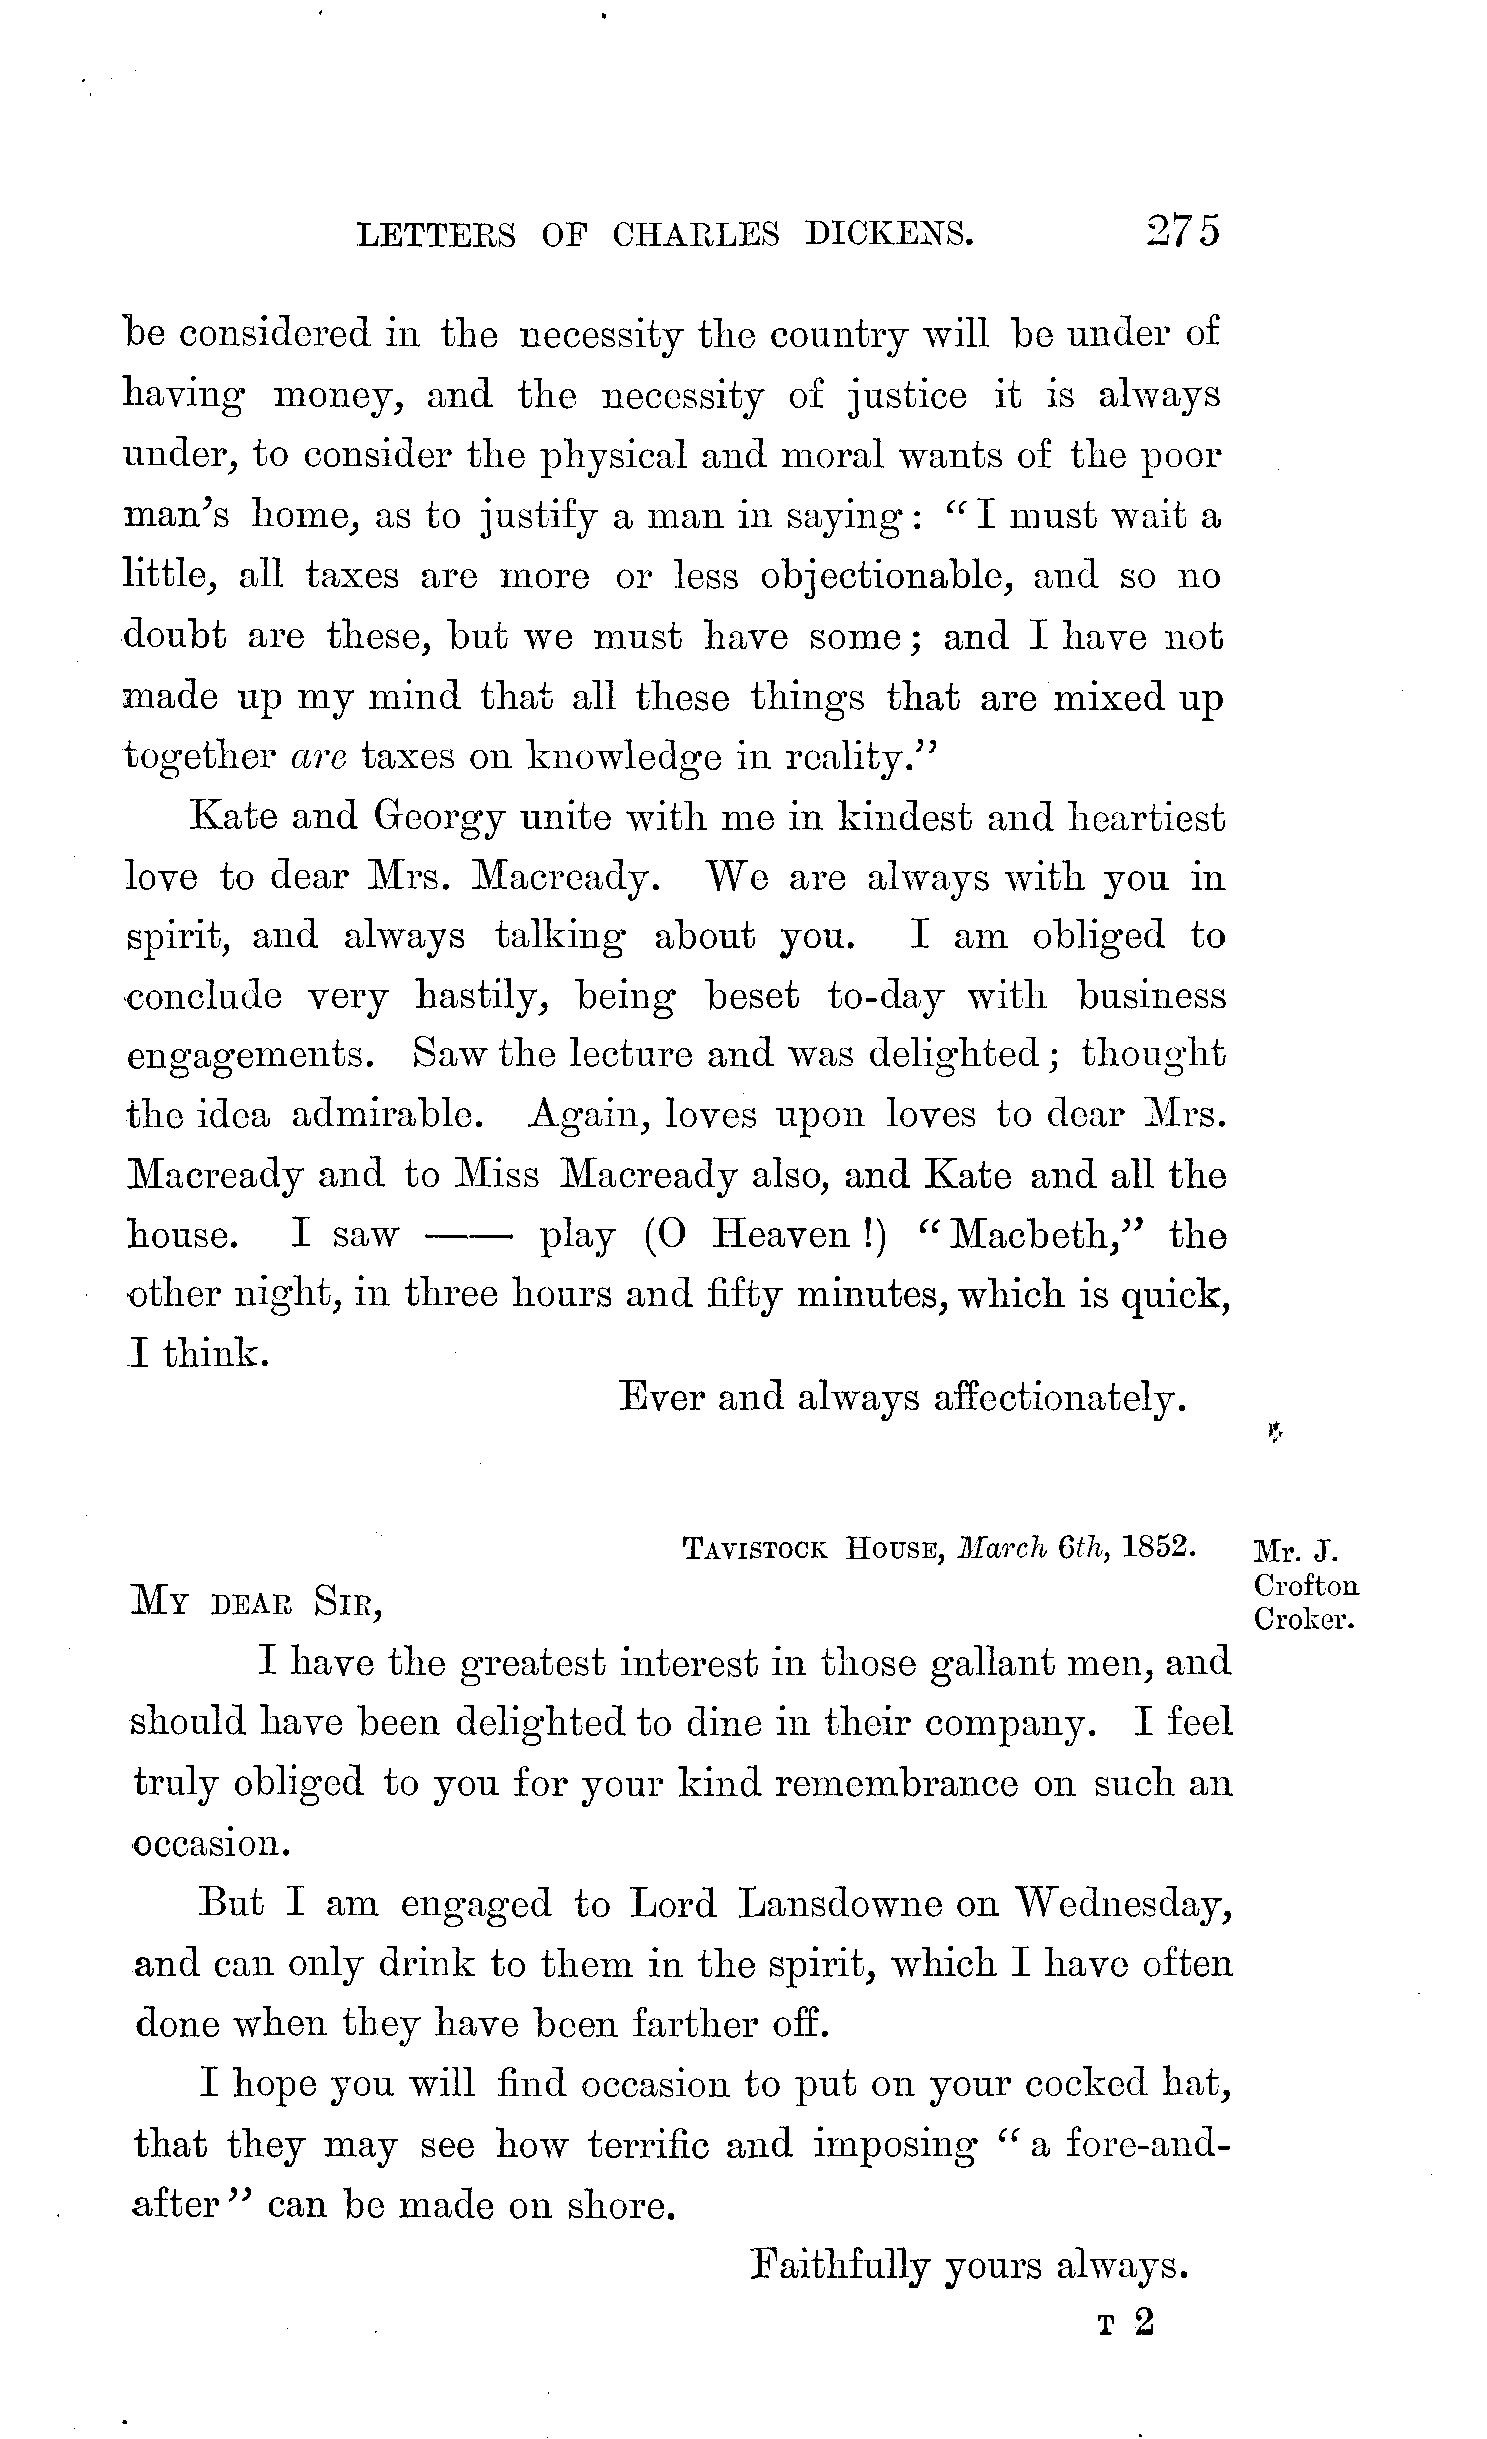 LETTERS OF CHARLES DICKENS. 275
be considered in the necessity the country will be under of
having money, and the necessity of justice it is always
under, to consider the physical and moral wants of the poor
man's home, as to justify a man in saying: “I must wait a
little, all taxes are more or less objectionable, and so no
doubt are these, but we must have some; and I have not
made up my mind that all these things that are mixed up
together are taxes on knowledge in reality.”
Kate and Georgy unite with me in kindest and heartiest
love to dear Mrs. Macready. We are always with you in
spirit, and always talking about you. I am obliged to
conclude very hastily, being beset to-day with business
engagements. Saw the lecture and was delighted; thought
the idea admirable. Again, loves upon loves to dear Mrs.
Macready and to Miss Macready also, and Kate and all the
house. I saw —— play (O Heaven!) “Macbeth,” the
other night, in three hours and fifty minutes, which is quick,
I think.
Ever and always affectionately.
TAVISTOCK HOUSE, March 6th, 1852.
Mr. J.
Crofton
Croker.
MY DEAR SIR,
I have the greatest interest in those gallant men, and
should have been delighted to dine in their company. I feel
truly obliged to you for your kind remembrance on such an
occasion.
But I am engaged to Lord Lansdowne on Wednesday,
and can only drink to them in the spirit, which I have often
done when they have been farther off.
I hope you will find occasion to put on your cocked hat,
that they may see how terrific and imposing “a fore-and-
after” can be made on shore.
Faithfully yours always.
T 2